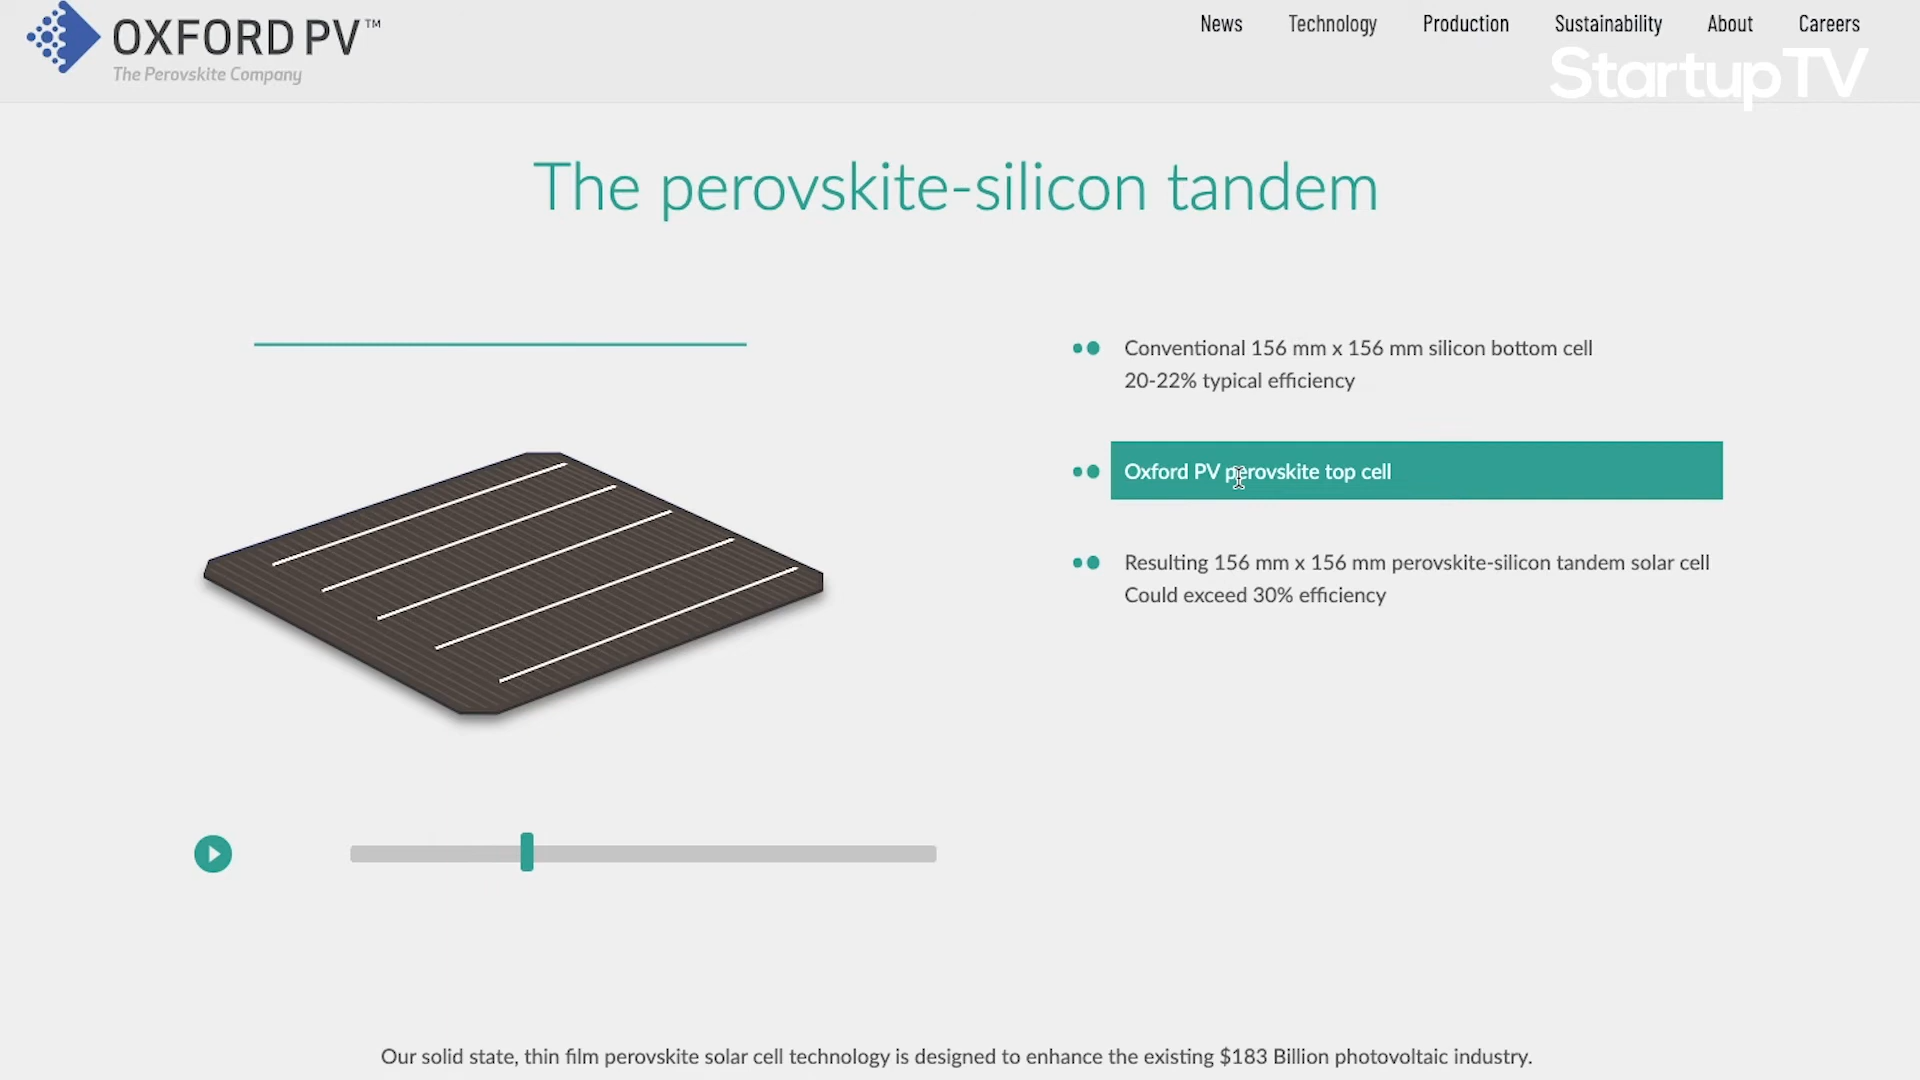 OXFORD PV™
The Perovskite Company
News Technology Production Sustainability About Careers
StartupTV
The perovskite-silicon tandem
Conventional 156 mm x 156 mm silicon bottom cell
20-22% typical efficiency
Oxford PV perovskite top cell
Resulting 156 mm x 156 mm perovskite-silicon tandem solar cell
Could exceed 30% efficiency
Our solid state, thin film perovskite solar cell technology is designed to enhance the existing $183 Billion photovoltaic industry.